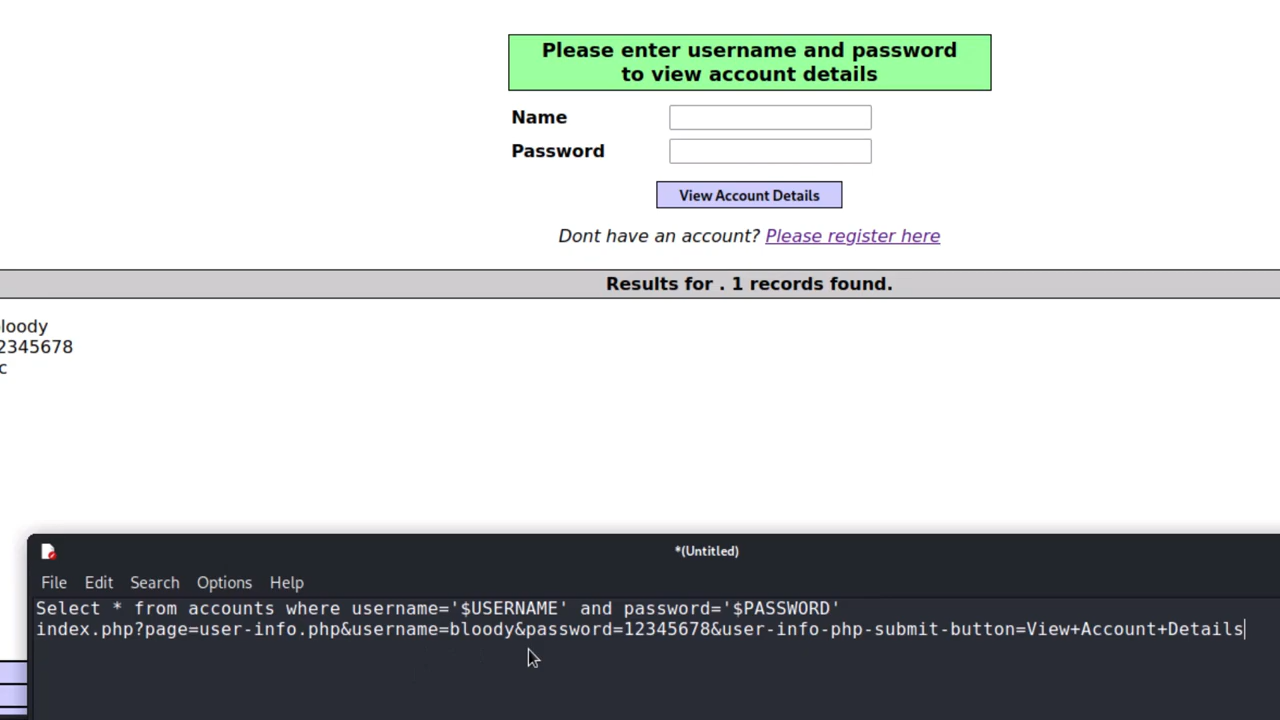 Please enter username and password
to view account details
Name
Password
View Account Details
Dont have an account? Please register here
Results for . 1 records found.
loody
2345678
c
*(Untitled)
File Edit Search Options Help
Select * from accounts where username='$USERNAME' and password='$PASSWORD'
index.php?page=user-info.php&username=bloody&password=12345678&user-info-php-submit-button=View+Account+Details